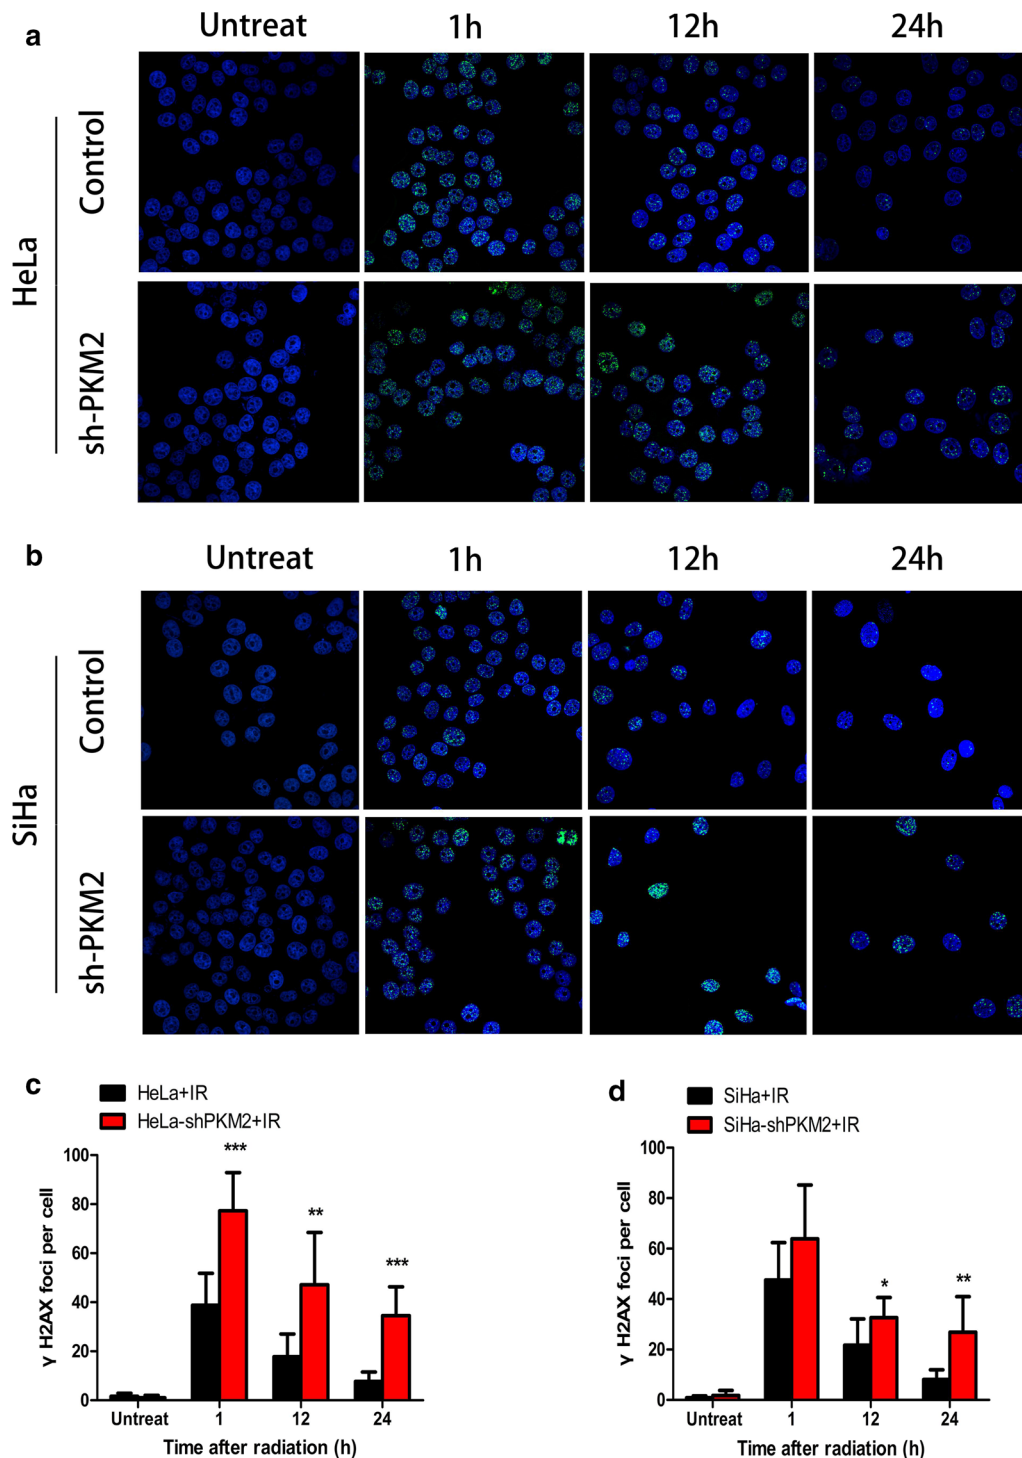 a
Untreat 1h 12h 24h
HeLa
Control
sh-PKM2
b
Untreat 1h 12h 24h
SiHa
Control
sh-PKM2
c
HeLa+IR
HeLa-shPKM2+IR
γ H2AX foci per cell
100
80
60
40
20
0
***
**
***
Untreat 1 12 24
Time after radiation (h)
d
SiHa+IR
SiHa-shPKM2+IR
γ H2AX foci per cell
100
80
60
40
20
0
*
**
Untreat 1 12 24
Time after radiation (h)